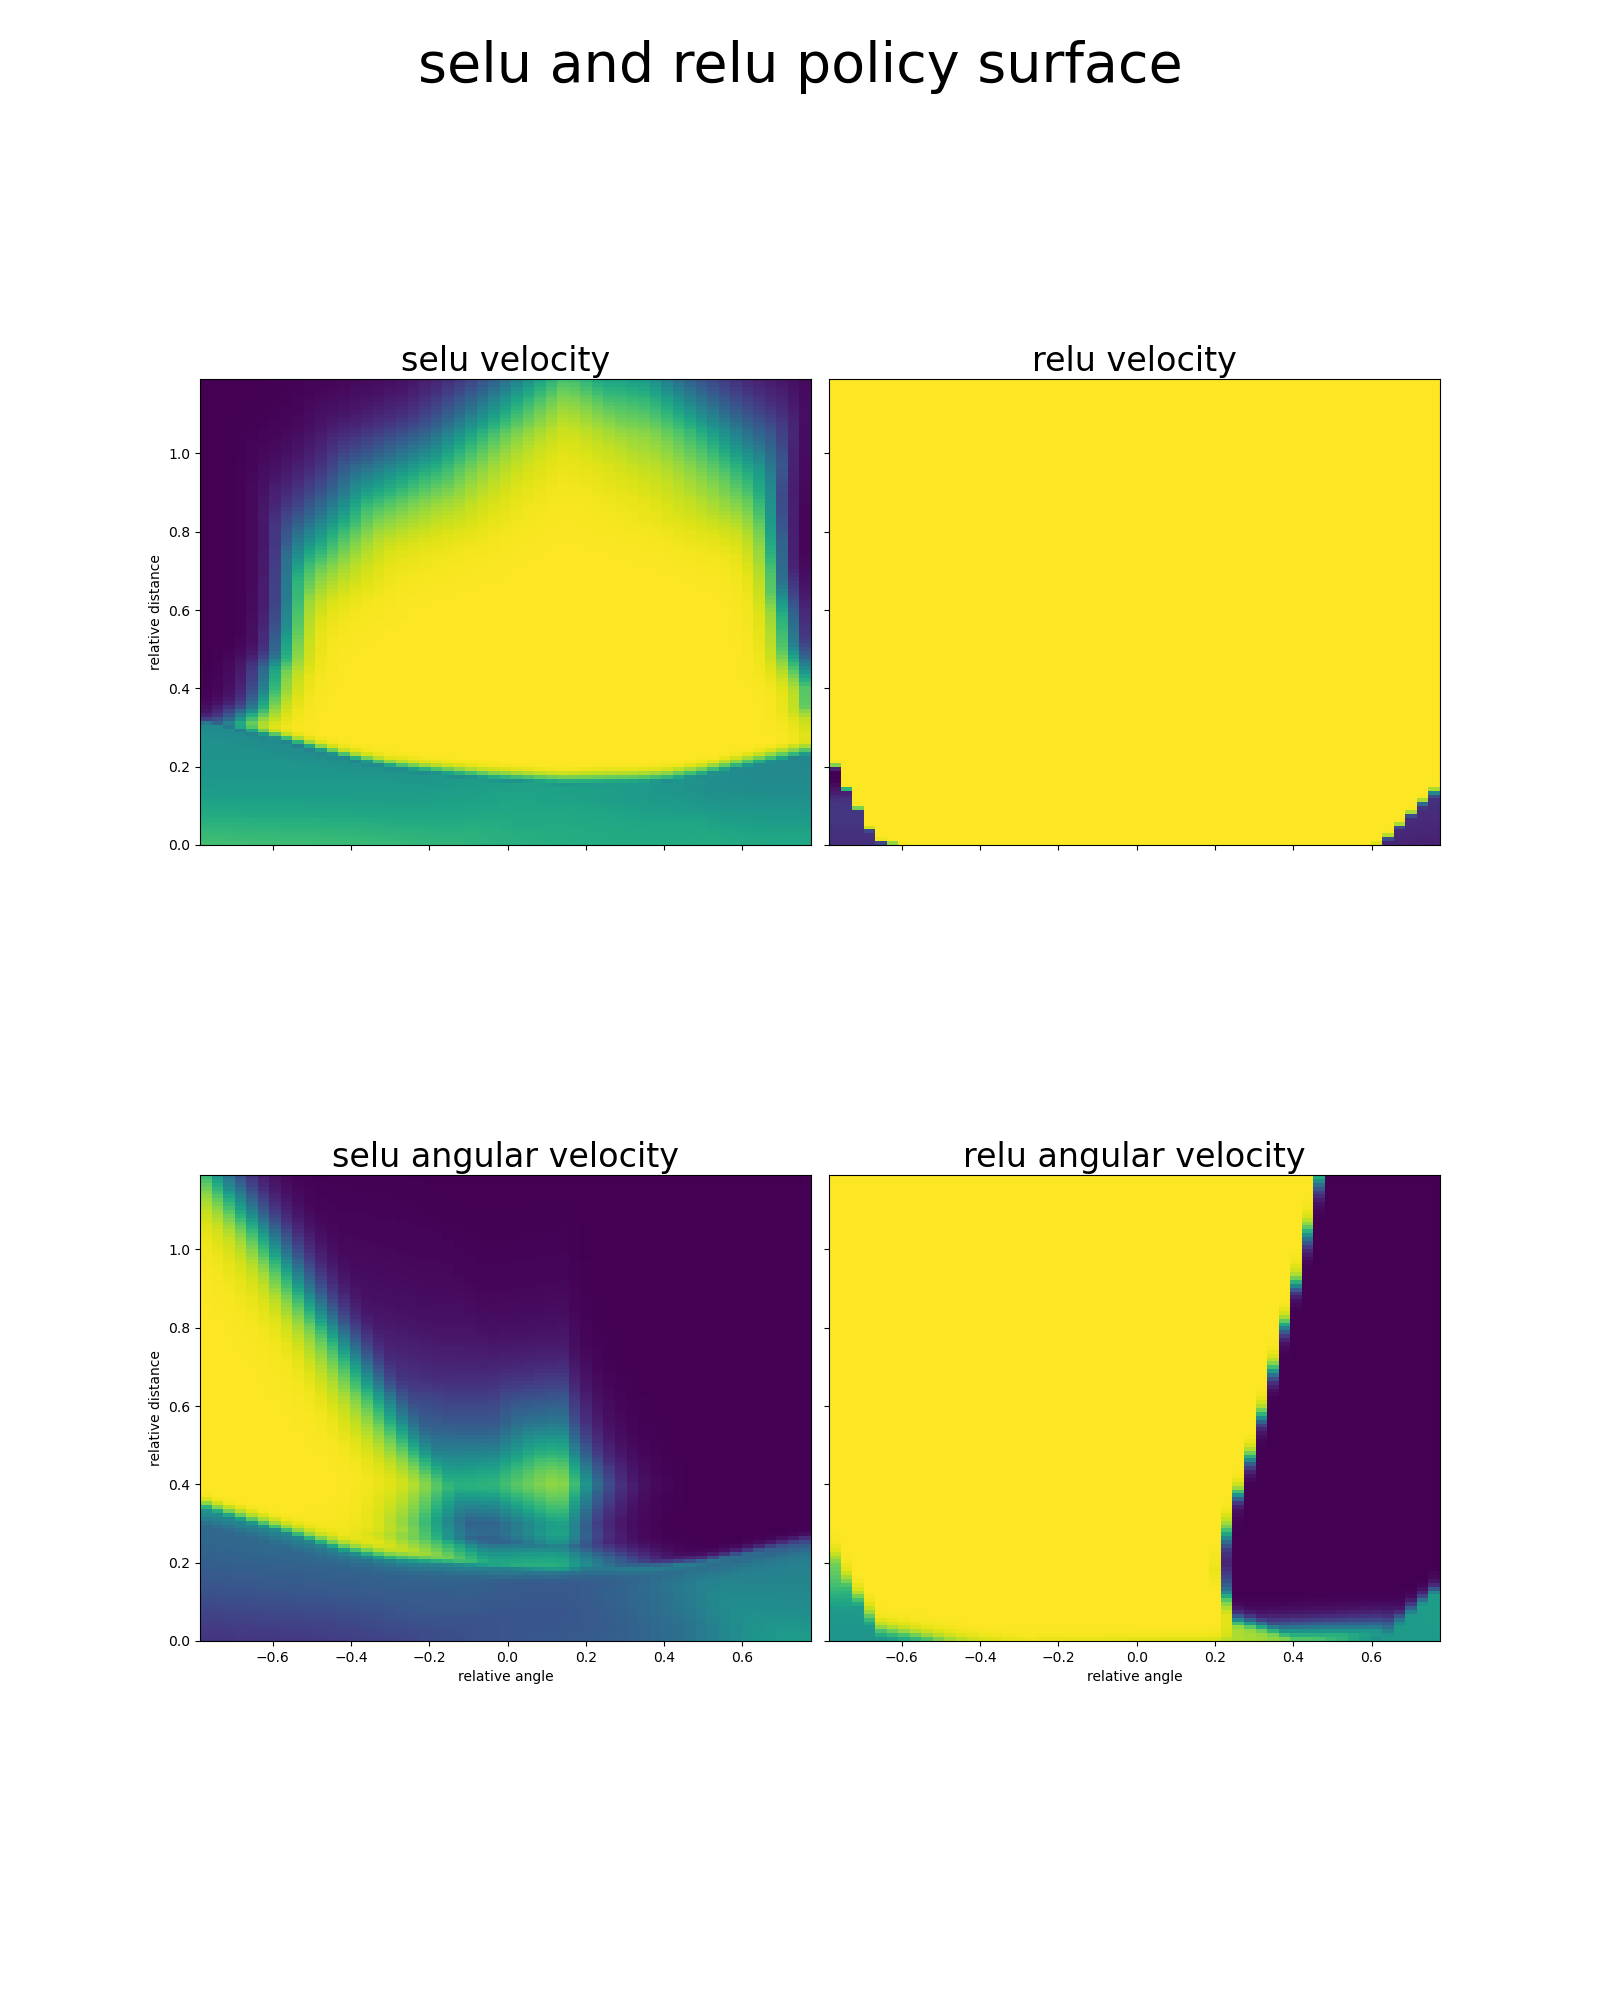 selu and relu policy surface
selu velocity
relu velocity
1.0
0.8
0.6
0.4
0.2
0.0
relative distance
selu angular velocity
relu angular velocity
1.0
0.8
0.6
0.4
0.2
0.0
relative distance
−0.6 −0.4 −0.2 0.0 0.2 0.4 0.6
−0.6 −0.4 −0.2 0.0 0.2 0.4 0.6
relative angle
relative angle